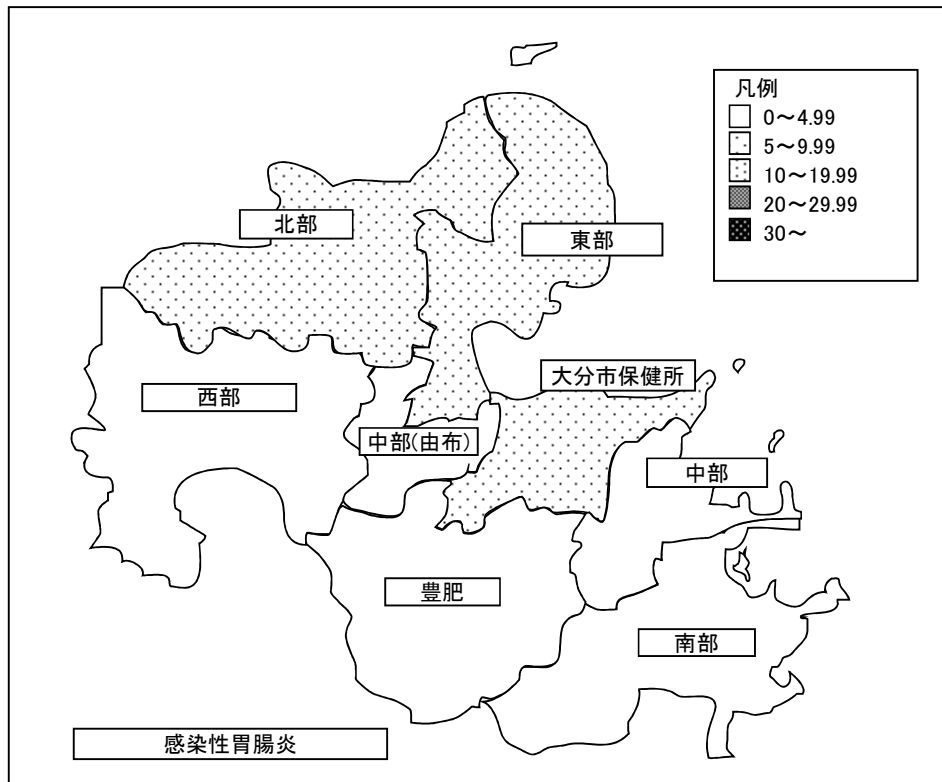 凡例
0～4.99
5～9.99
10～19.99
20～29.99
30～
北部
東部
大分市保健所
西部
中部(由布)
中部
豊肥
南部
感染性胃腸炎